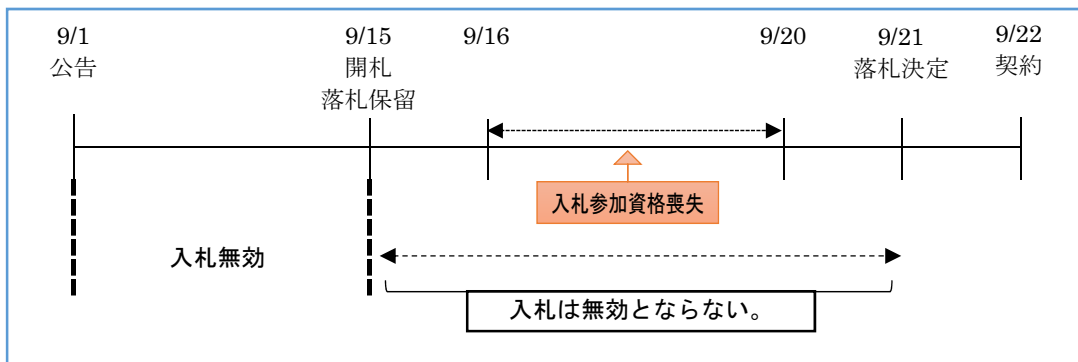 9/1
公告
9/15
開札
落札保留
9/16
9/20
9/21
落札決定
9/22
契約
入札参加資格喪失
入札無効
入札は無効とならない。